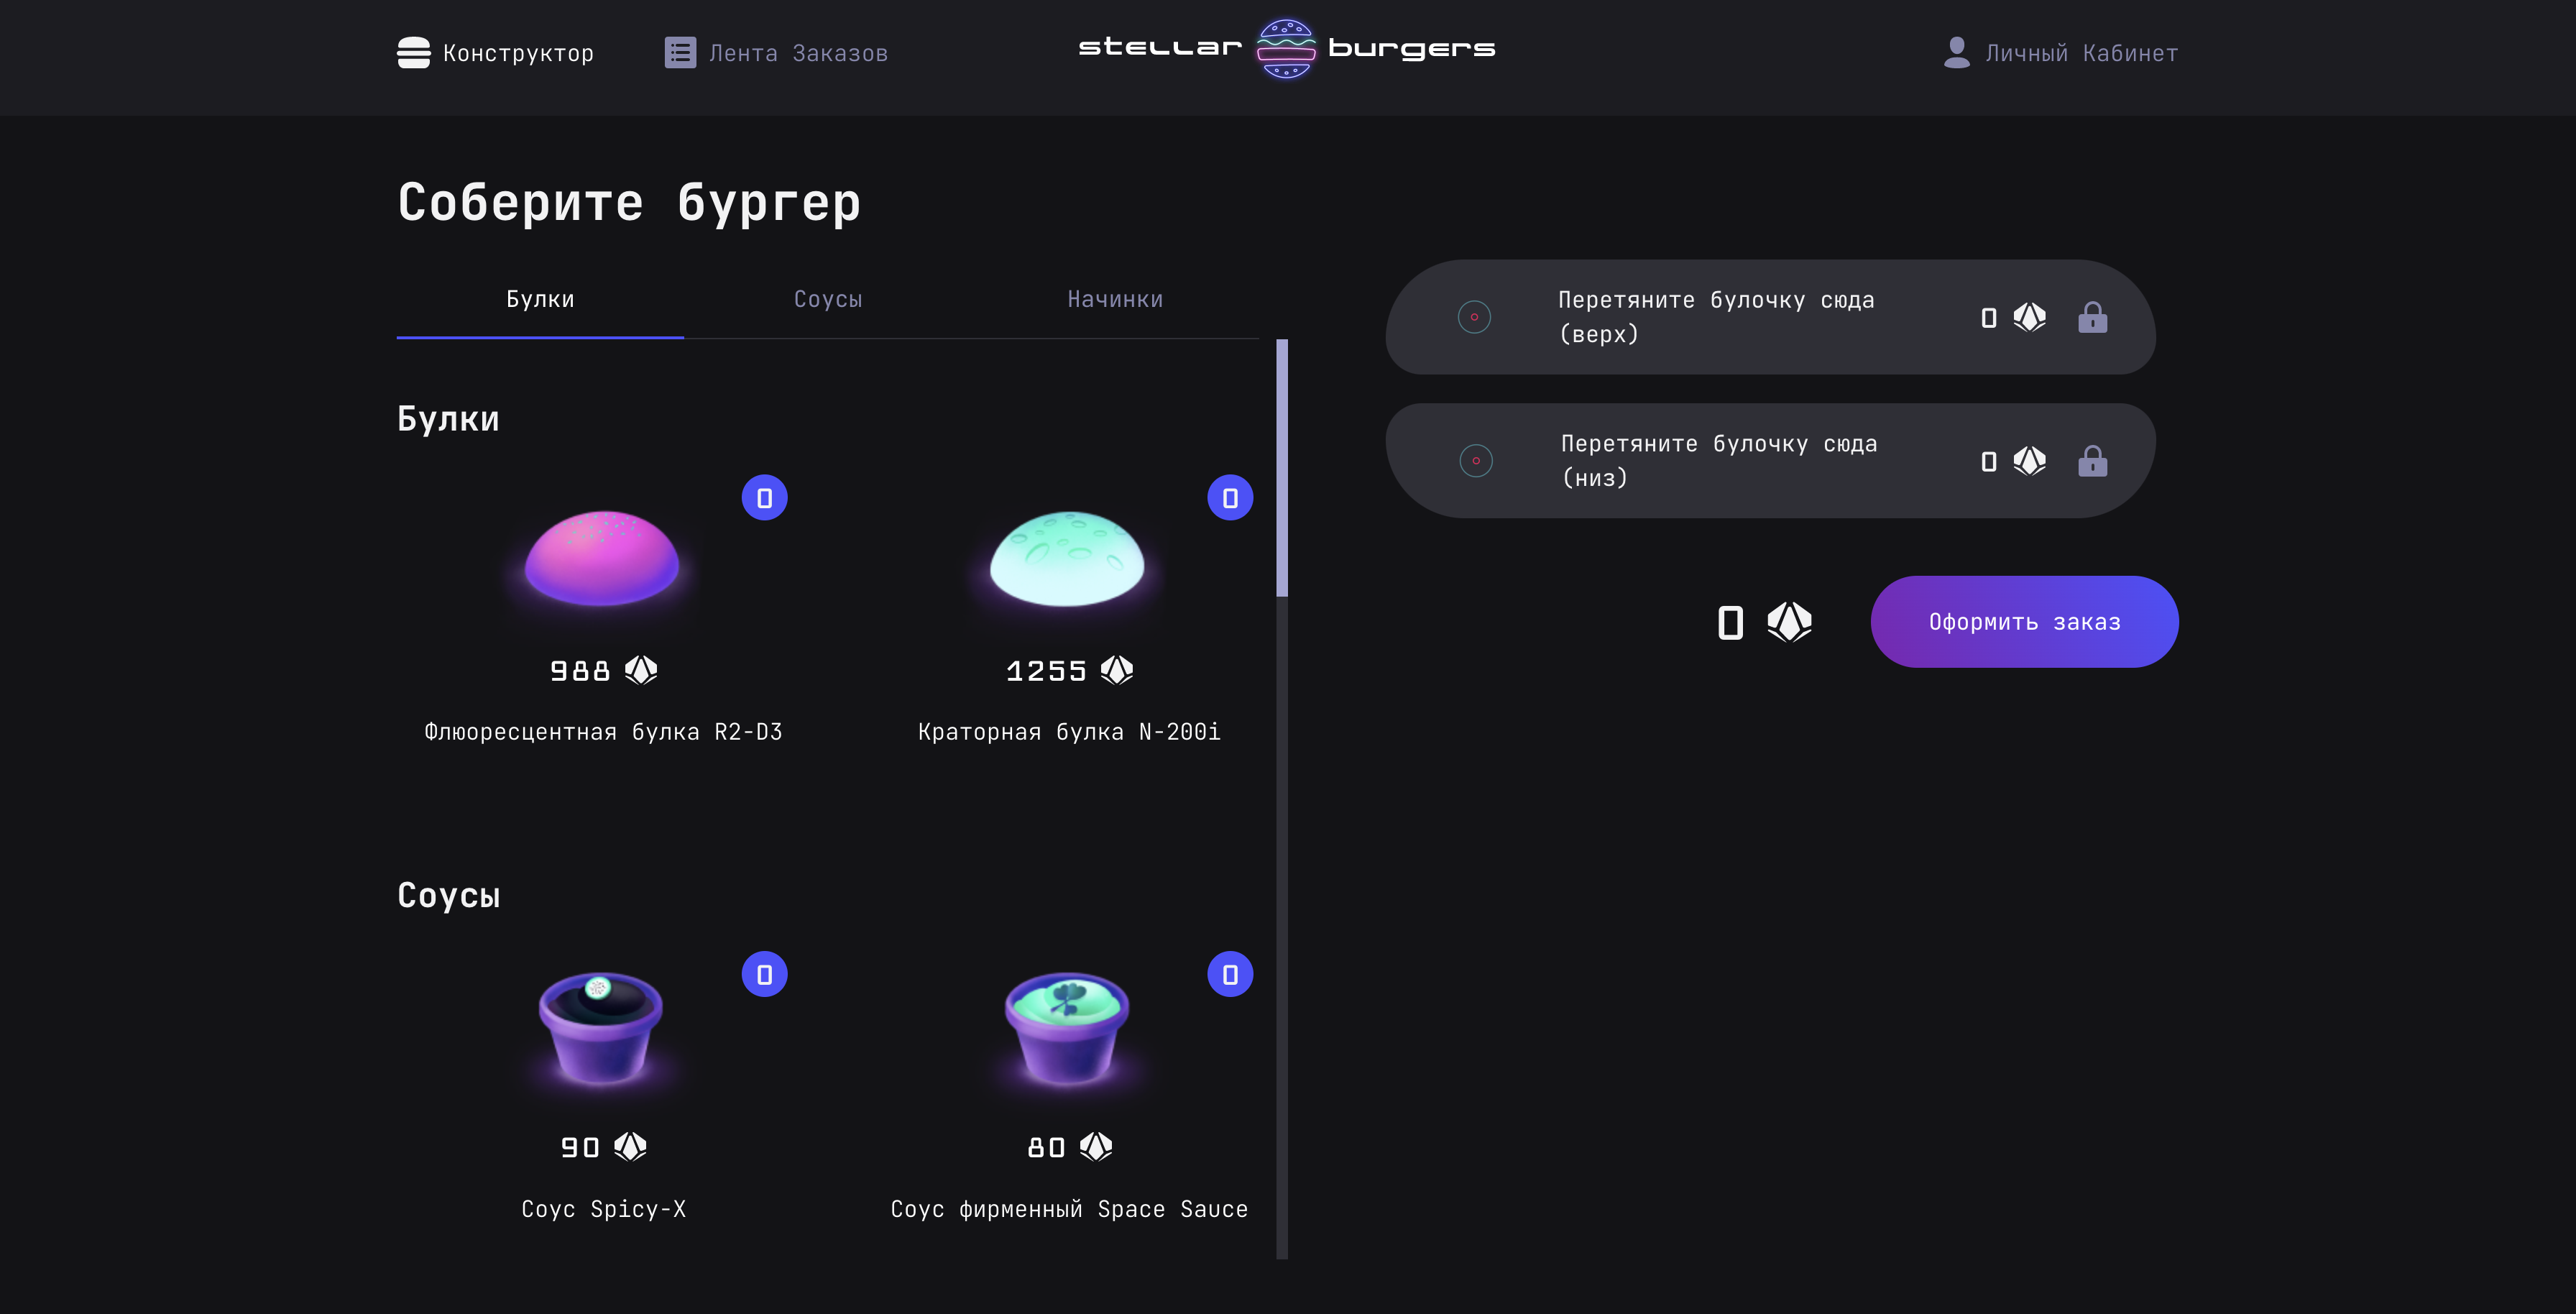 Конструктор
Лента Заказов
stellar burgers
Личный Кабинет
Соберите бургер
Булки
Соусы
Начинки
Булки
0
0
988
1255
Флюоресцентная булка R2-D3
Краторная булка N-200i
Соусы
0
0
90
80
Соус Spicy-X
Соус фирменный Space Sauce
Перетяните булочку сюда
(верх)
0
Перетяните булочку сюда
(низ)
0
0
Оформить заказ